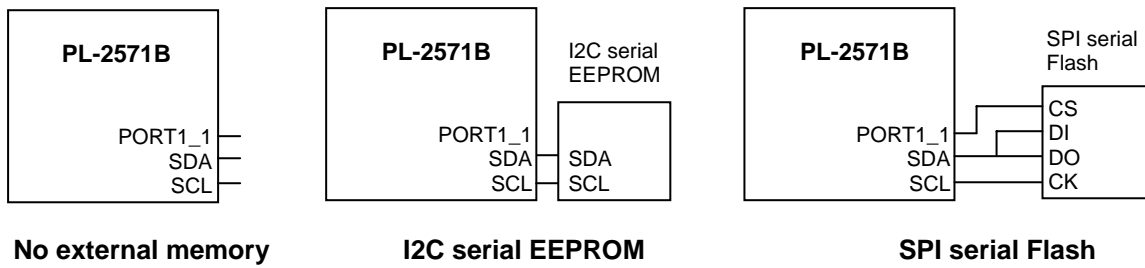 PL-2571B
PORT1_1
SDA
SCL
No external memory
PL-2571B
PORT1_1
SDA
SCL
I2C serial
EEPROM
SDA
SCL
I2C serial EEPROM
PL-2571B
PORT1_1
SDA
SCL
SPI serial
Flash
CS
DI
DO
CK
SPI serial Flash